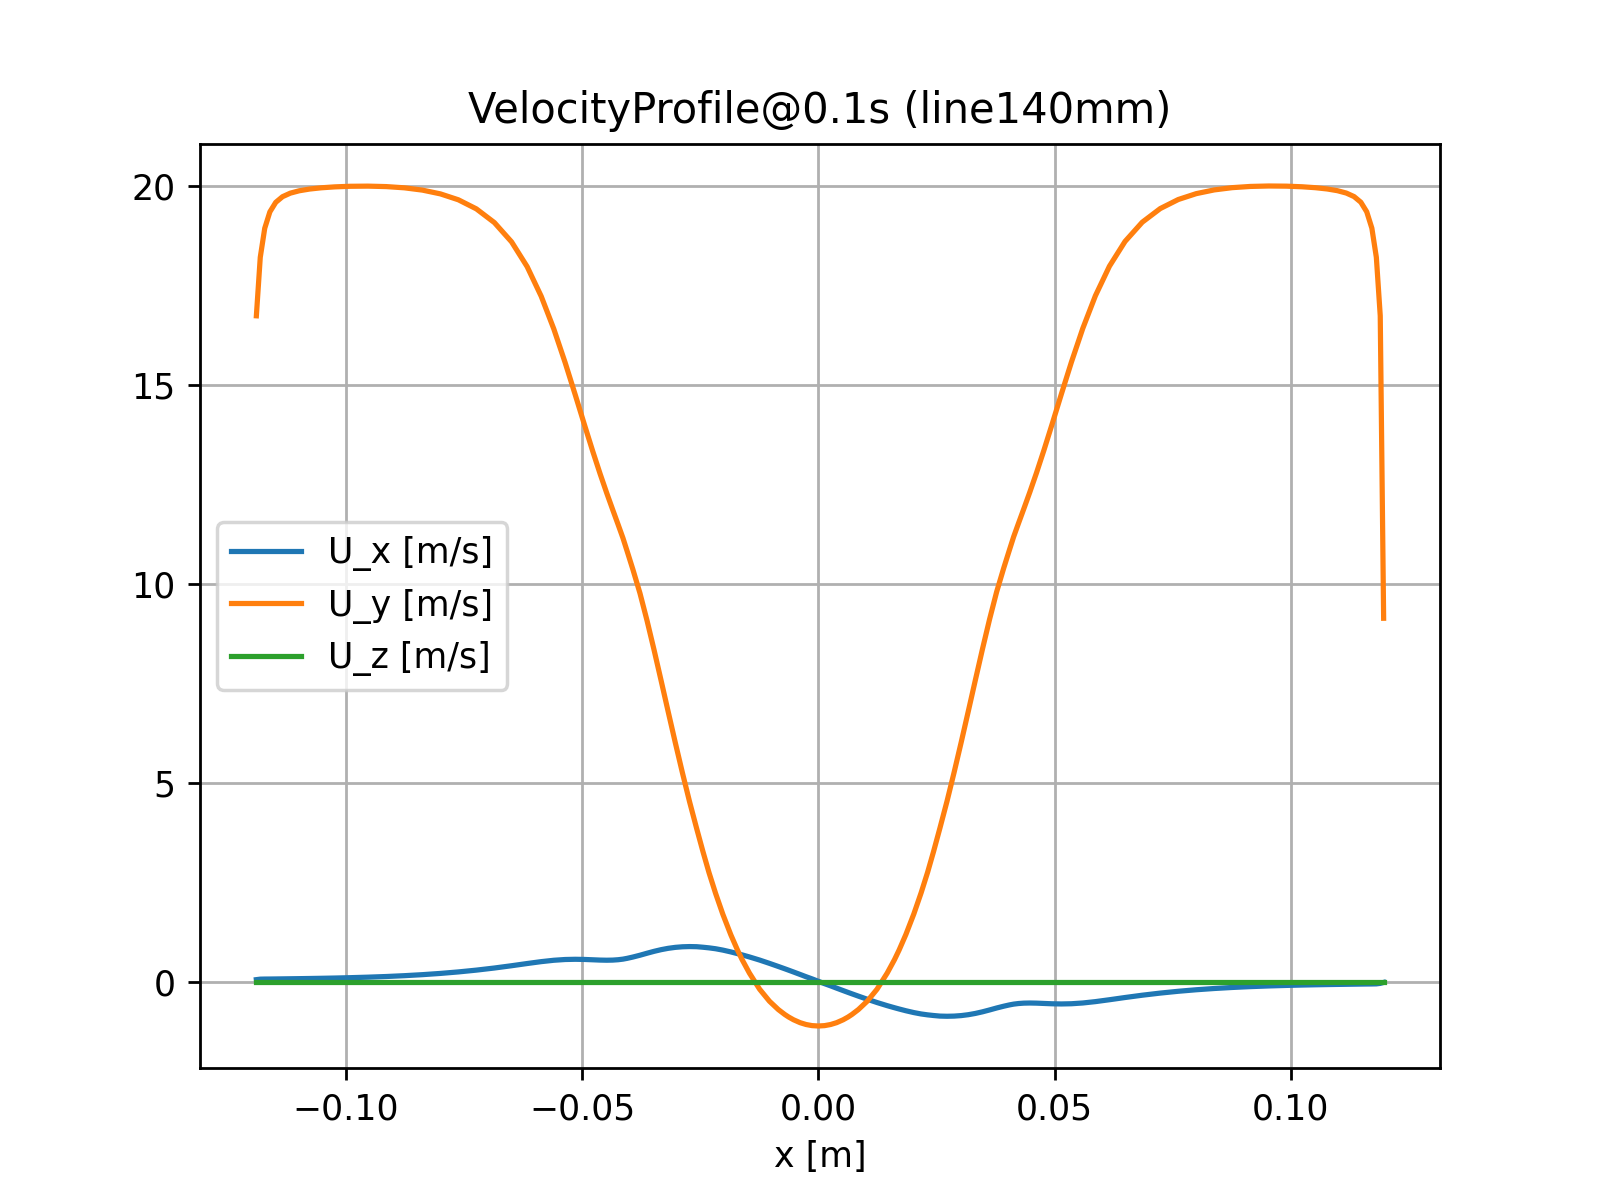 VelocityProfile@0.1s (line140mm)
20
15
10
5
0
U_x [m/s]
U_y [m/s]
U_z [m/s]
−0.10 −0.05 0.00 0.05 0.10
x [m]